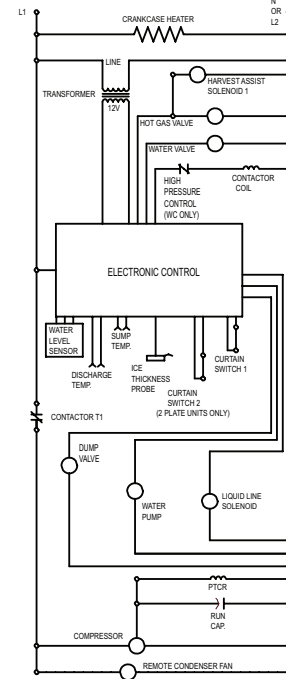 N
OR
L2
L1
CRANKCASE HEATER
LINE
TRANSFORMER
12V
HARVEST ASSIST
SOLENOID 1
HOT GAS VALVE
WATER VALVE
HIGH
PRESSURE
CONTROL
(WC ONLY)
CONTACTOR
COIL
ELECTRONIC CONTROL
WATER
LEVEL
SENSOR
SUMP
TEMP.
DISCHARGE
TEMP.
ICE
THICKNESS
PROBE
CURTAIN
SWITCH 1
CURTAIN
SWITCH 2
(2 PLATE UNITS ONLY)
CONTACTOR T1
DUMP
VALVE
WATER
PUMP
LIQUID LINE
SOLENOID
PTCR
RUN
CAP.
COMPRESSOR
REMOTE CONDENSER FAN